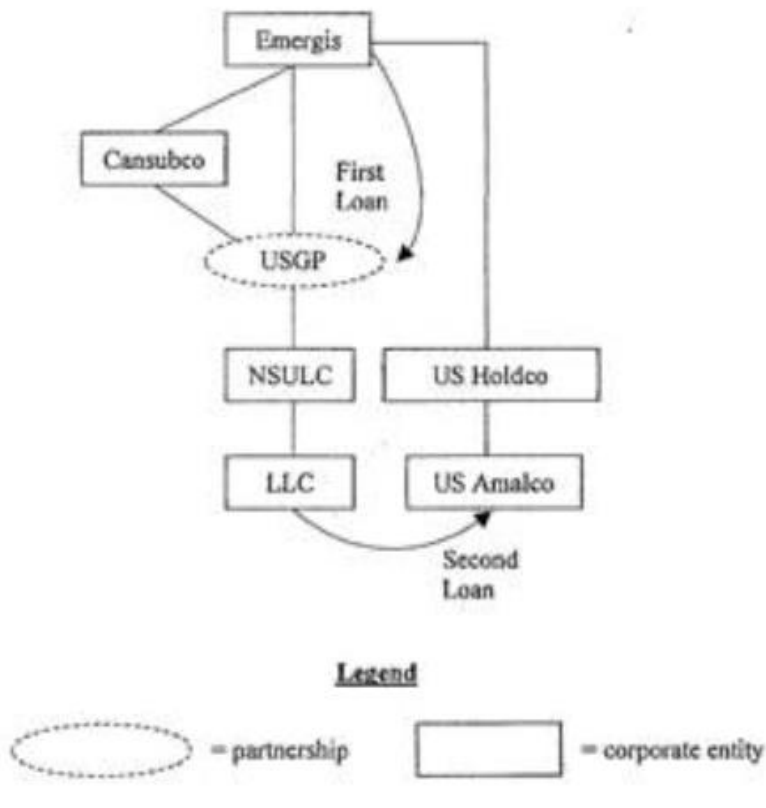 Emergis
Cansubco
First
Loan
USGP
NSULC
US Holdco
LLC
US Amalco
Second
Loan
Legend
= partnership
= corporate entity